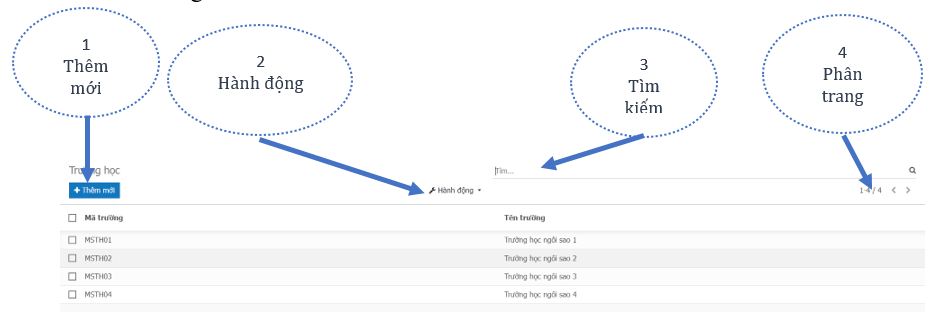 1
Thêm
mới
2
Hành động
3
Tìm
kiếm
4
Phân
trang
Trường học
Tìm...
+ Thêm mới
Hành động
1-4 / 4
Mã trường
Tên trường
MSTH01
Trường học ngôi sao 1
MSTH02
Trường học ngôi sao 2
MSTH03
Trường học ngôi sao 3
MSTH04
Trường học ngôi sao 4